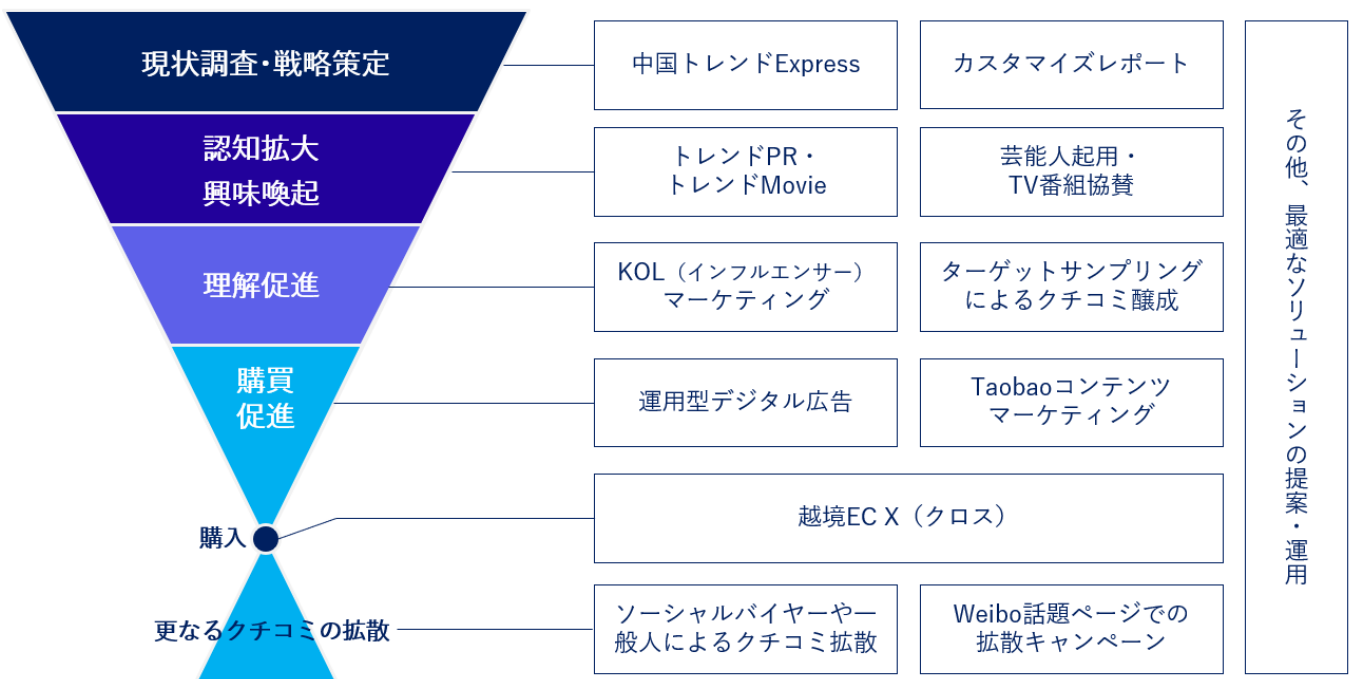 現状調査・戦略策定
中国トレンドExpress
カスタマイズレポート
認知拡大
興味喚起
トレンドPR・
トレンドMovie
芸能人起用・
TV番組協賛
理解促進
KOL（インフルエンサー）
マーケティング
ターゲットサンプリング
によるクチコミ醸成
購買
促進
運用型デジタル広告
Taobaoコンテンツ
マーケティング
購入
越境EC X（クロス）
更なるクチコミの拡散
ソーシャルバイヤーや一
般人によるクチコミ拡散
Weibo話題ページでの
拡散キャンペーン
その他、最適なソリューションの提案・運用